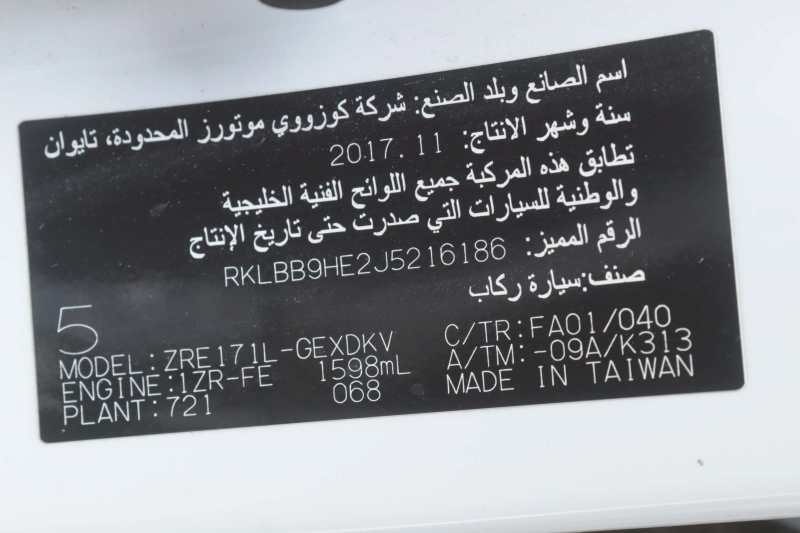 اسم الصانع وبلد الصنع: شركة كوزووي موتورز المحدودة، تايوان
سنة وشهر الانتاج: 2017.11
تطابق هذه المركبة جميع اللوائح الفنية الخليجية
والوطنية للسيارات التي صدرت حتى تاريخ الإنتاج
الرقم المميز: RKLBB9HE2J5216186
صنف:سيارة ركاب
5
MODEL:ZRE171L-GEXDKV C/TR:FA01/040
ENGINE:1ZR-FE 1598mL A/TM:-09A/K313
PLANT:721 068 MADE IN TAIWAN